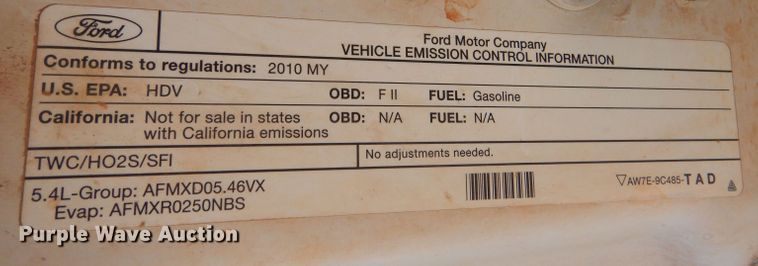 Ford
Ford Motor Company
VEHICLE EMISSION CONTROL INFORMATION
Conforms to regulations: 2010 MY
U.S. EPA: HDV OBD: F II FUEL: Gasoline
California: Not for sale in states OBD: N/A FUEL: N/A
with California emissions
TWC/HO2S/SFI No adjustments needed.
5.4L-Group: AFMXD05.46VX
Evap: AFMXR0250NBS
▽AW7E-9C485-TAD
Purple Wave Auction